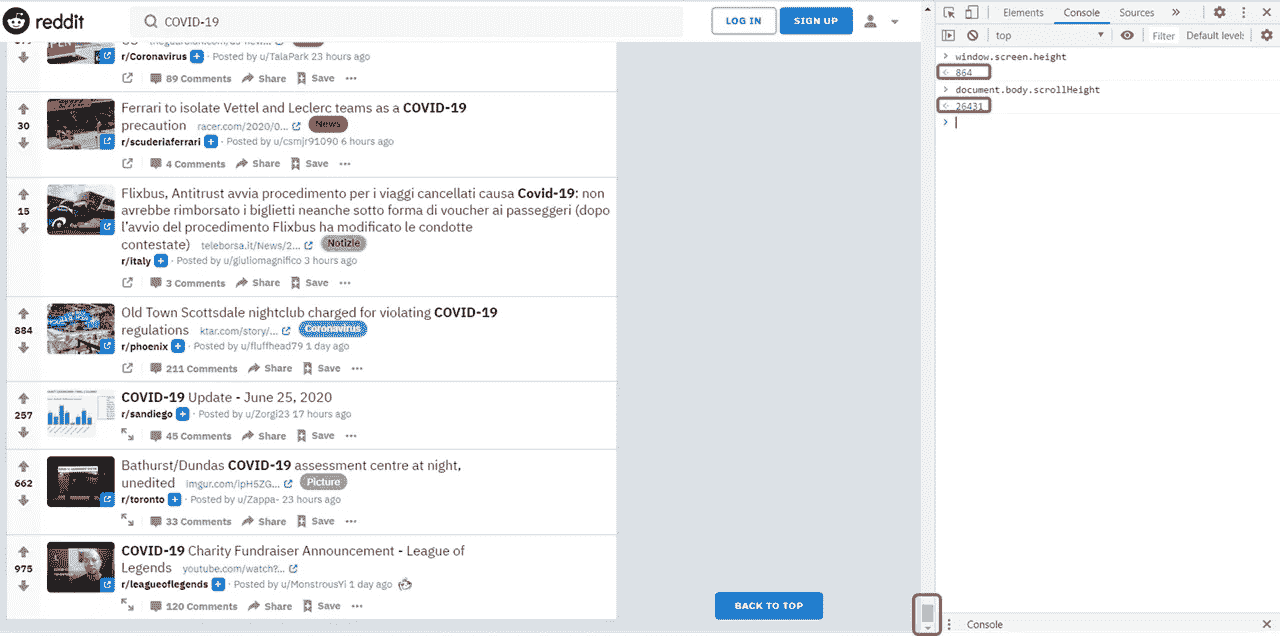 reddit
COVID-19
LOG IN
SIGN UP
r/Coronavirus · Posted by u/TalaPark 23 hours ago
89 Comments Share Save
30
Ferrari to isolate Vettel and Leclerc teams as a COVID-19
precaution racer.com/2020/0... News
r/scuderiaferrari · Posted by u/csmjr91090 6 hours ago
4 Comments Share Save
15
Flixbus, Antitrust avvia procedimento per i viaggi cancellati causa Covid-19: non
avrebbe rimborsato i biglietti neanche sotto forma di voucher ai passeggeri (dopo
l'avvio del procedimento Flixbus ha modificato le condotte
contestate) teleborsa.it/News/2... Notizie
r/italy · Posted by u/giuliomagnifico 3 hours ago
3 Comments Share Save
884
Old Town Scottsdale nightclub charged for violating COVID-19
regulations ktar.com/story/... Coronavirus
r/phoenix · Posted by u/fluffhead79 1 day ago
211 Comments Share Save
257
COVID-19 Update - June 25, 2020
r/sandiego · Posted by u/Zorgi23 17 hours ago
45 Comments Share Save
662
Bathurst/Dundas COVID-19 assessment centre at night,
unedited imgur.com/ipH5ZG... Picture
r/toronto · Posted by u/Zappa- 23 hours ago
33 Comments Share Save
975
COVID-19 Charity Fundraiser Announcement - League of
Legends youtube.com/watch?...
r/leagueoflegends · Posted by u/MonstrousYi 1 day ago
120 Comments Share Save
BACK TO TOP
Elements Console Sources »
top Filter Default level:
> window.screen.height
< 864
> document.body.scrollHeight
< 26431
>
Console